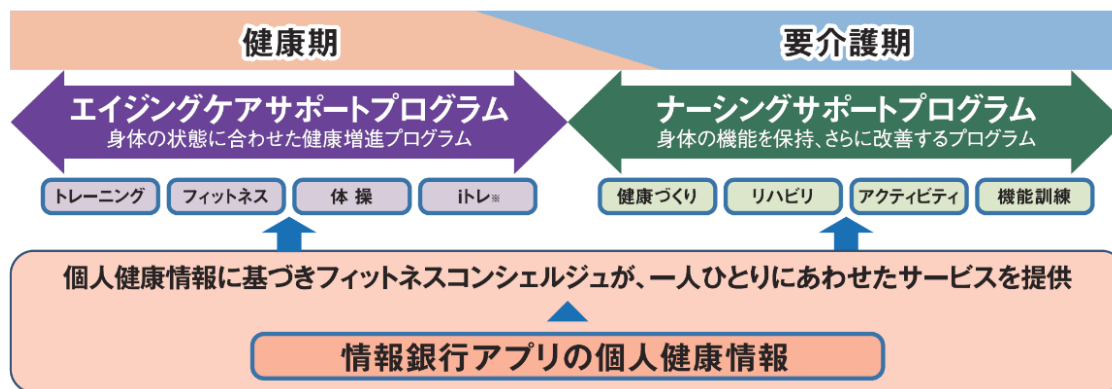 健康期
要介護期
エイジングケアサポートプログラム
身体の状態に合わせた健康増進プログラム
ナーシングサポートプログラム
身体の機能を保持、さらに改善するプログラム
トレーニング
フィットネス
体 操
iトレ※
健康づくり
リハビリ
アクティビティ
機能訓練
個人健康情報に基づきフィットネスコンシェルジュが、一人ひとりにあわせたサービスを提供
情報銀行アプリの個人健康情報